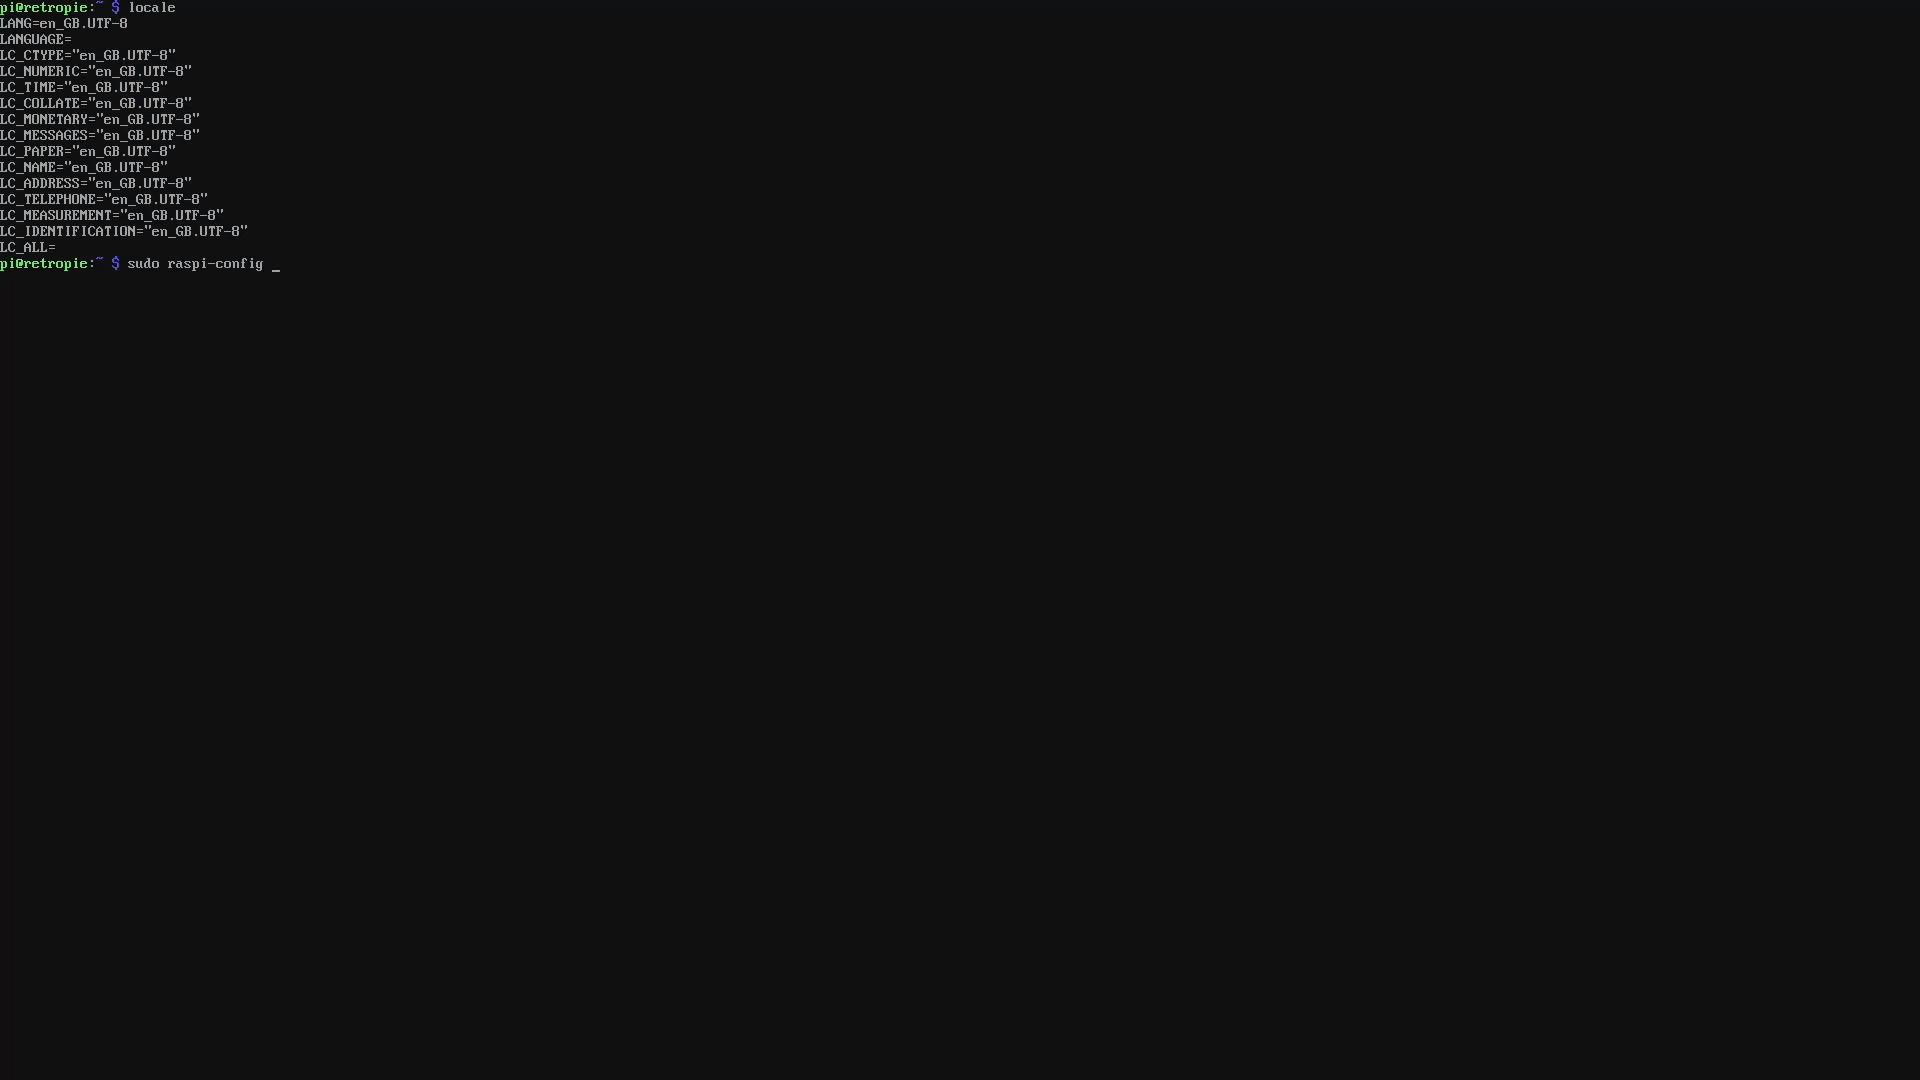 pi@retropie:~ $ locale
LANG=en_GB.UTF-8
LANGUAGE=
LC_CTYPE="en_GB.UTF-8"
LC_NUMERIC="en_GB.UTF-8"
LC_TIME="en_GB.UTF-8"
LC_COLLATE="en_GB.UTF-8"
LC_MONETARY="en_GB.UTF-8"
LC_MESSAGES="en_GB.UTF-8"
LC_PAPER="en_GB.UTF-8"
LC_NAME="en_GB.UTF-8"
LC_ADDRESS="en_GB.UTF-8"
LC_TELEPHONE="en_GB.UTF-8"
LC_MEASUREMENT="en_GB.UTF-8"
LC_IDENTIFICATION="en_GB.UTF-8"
LC_ALL=
pi@retropie:~ $ sudo raspi-config _